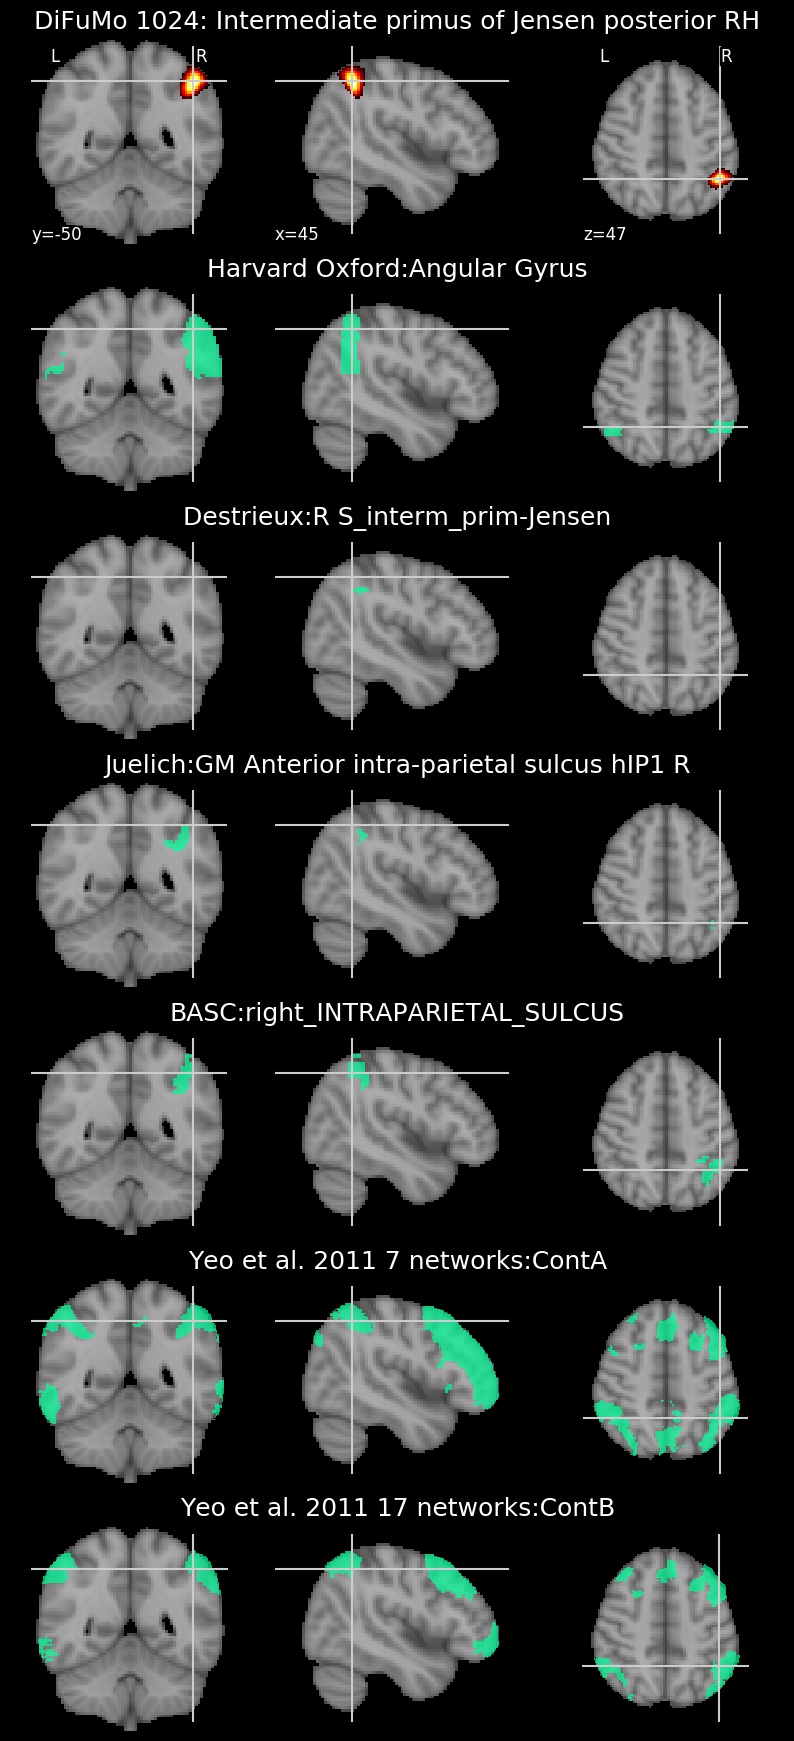 DiFuMo 1024: Intermediate primus of Jensen posterior RH
L R L R
y=-50 x=45 z=47
Harvard Oxford:Angular Gyrus
Destrieux:R S_interm_prim-Jensen
Juelich:GM Anterior intra-parietal sulcus hIP1 R
BASC:right_INTRAPARIETAL_SULCUS
Yeo et al. 2011 7 networks:ContA
Yeo et al. 2011 17 networks:ContB